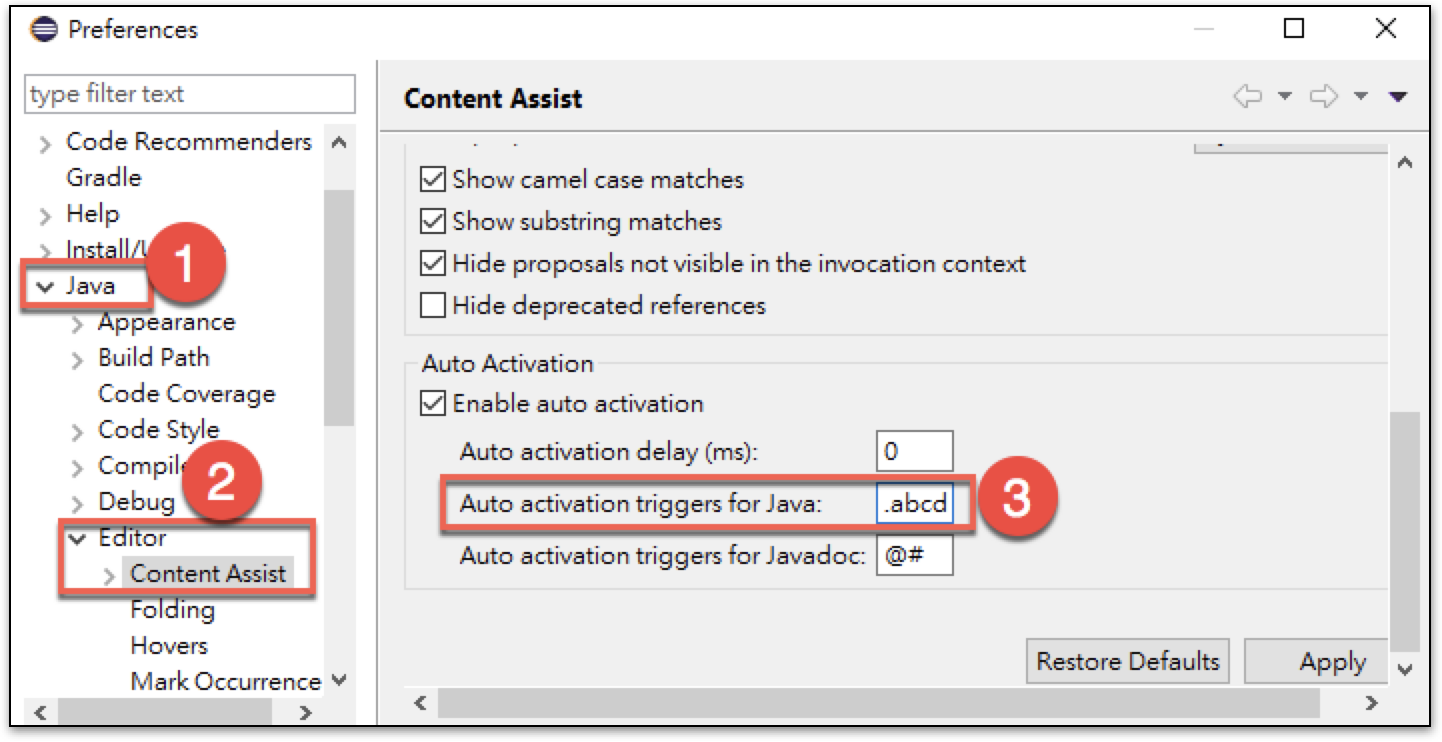 Preferences
type filter text
Code Recommenders
Gradle
Help
Install/
1
Java
Appearance
Build Path
Code Coverage
Code Style
Compile
2
Debug
Editor
Content Assist
Folding
Hovers
Mark Occurrence
Content Assist
Show camel case matches
Show substring matches
Hide proposals not visible in the invocation context
Hide deprecated references
Auto Activation
Enable auto activation
Auto activation delay (ms): 0
Auto activation triggers for Java: .abcd
3
Auto activation triggers for Javadoc: @#
Restore Defaults Apply